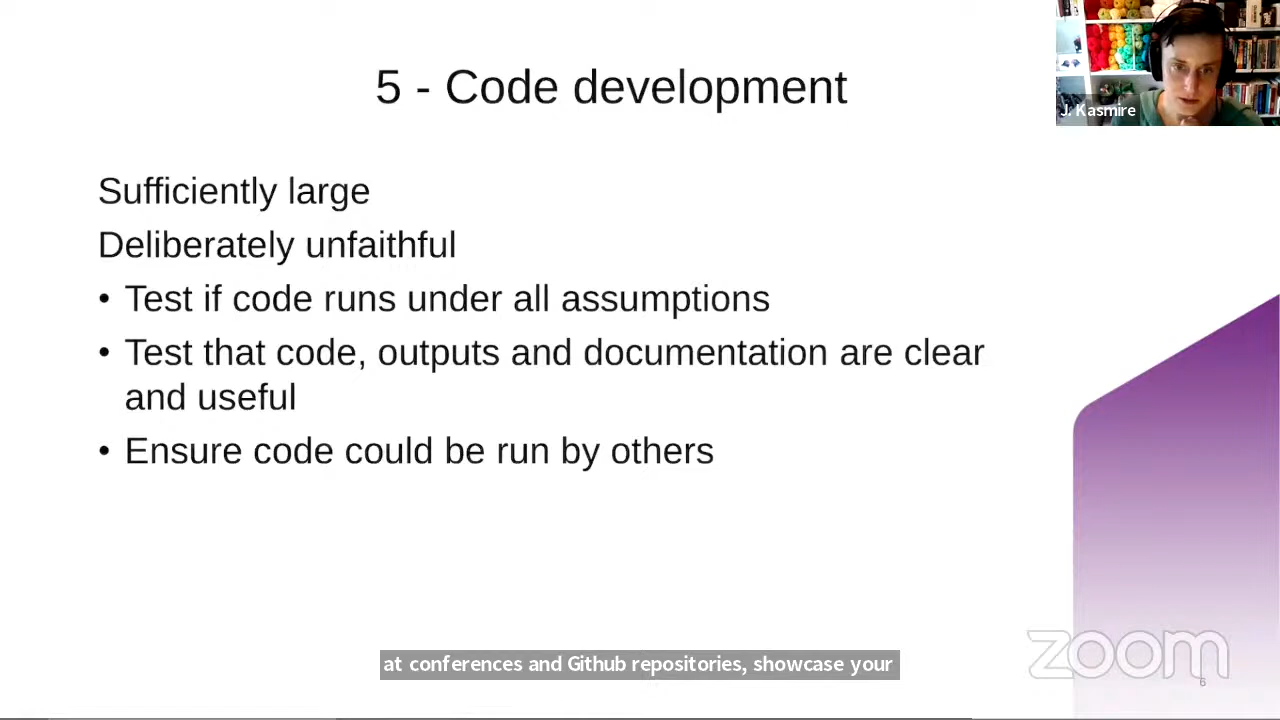 5 - Code development
J. Kasmire
Sufficiently large
Deliberately unfaithful
• Test if code runs under all assumptions
• Test that code, outputs and documentation are clear
and useful
• Ensure code could be run by others
at conferences and Github repositories, showcase your
zoom
6